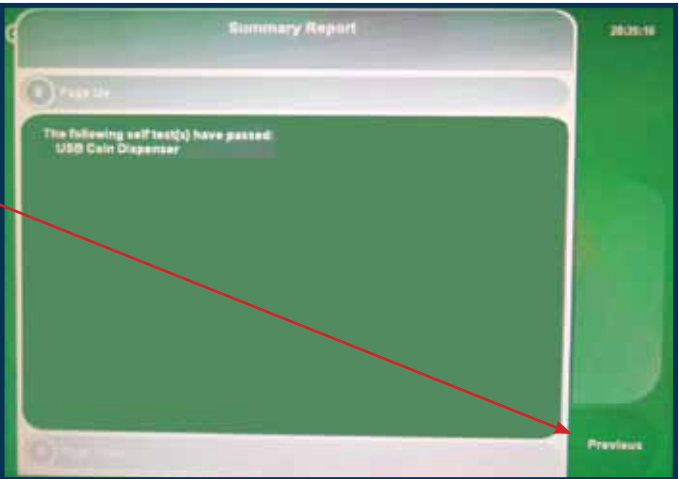 Summary Report
20:35:16
Page Up
The following self test(s) have passed:
USB Coin Dispenser
Previous